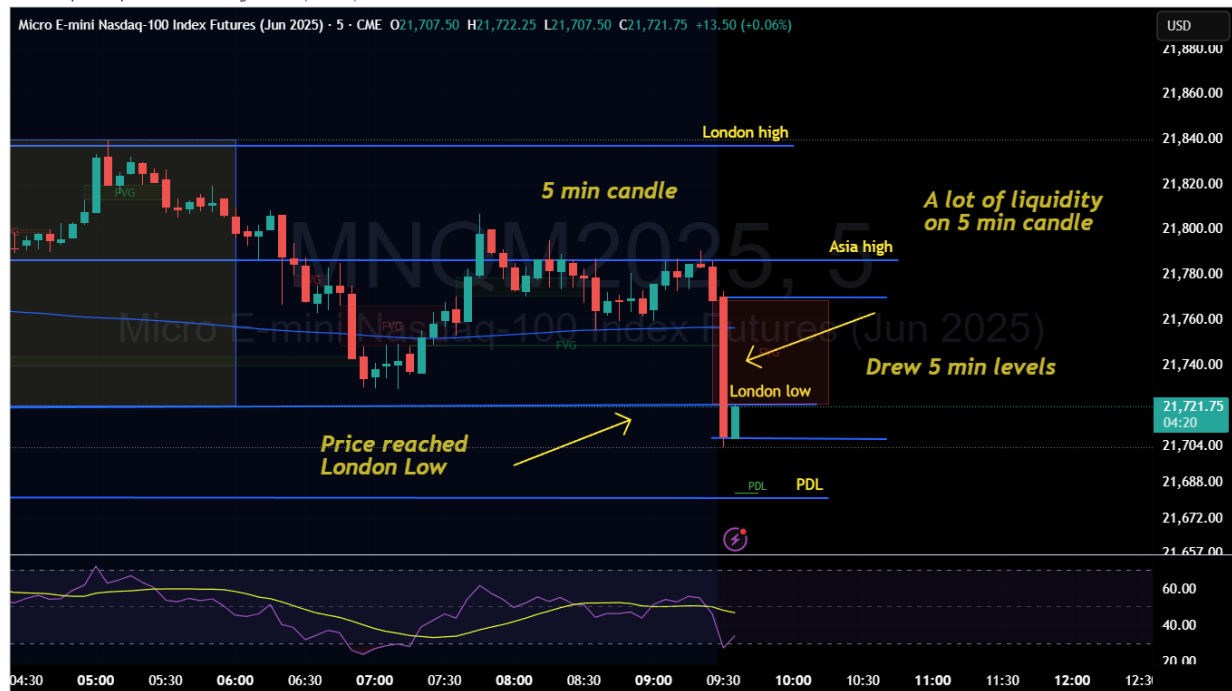 Micro E-mini Nasdaq-100 Index Futures (Jun 2025) · 5 · CME O21,707.50 H21,722.25 L21,707.50 C21,721.75 +13.50 (+0.06%)
USD
21,880.00
21,860.00
London high
21,840.00
5 min candle
FVG
21,820.00
A lot of liquidity
on 5 min candle
21,800.00
MNQM2025, 5
Asia high
21,780.00
FVG
Micro E-mini Nasdaq-100 Index Futures (Jun 2025)
21,760.00
FVG
FVG
21,740.00
Drew 5 min levels
London low
21,721.75
04:20
Price reached
London Low
21,704.00
PDL
PDL
21,688.00
21,672.00
21,657.00
60.00
40.00
20.00
04:30 05:00 05:30 06:00 06:30 07:00 07:30 08:00 08:30 09:00 09:30 10:00 10:30 11:00 11:30 12:00 12:30